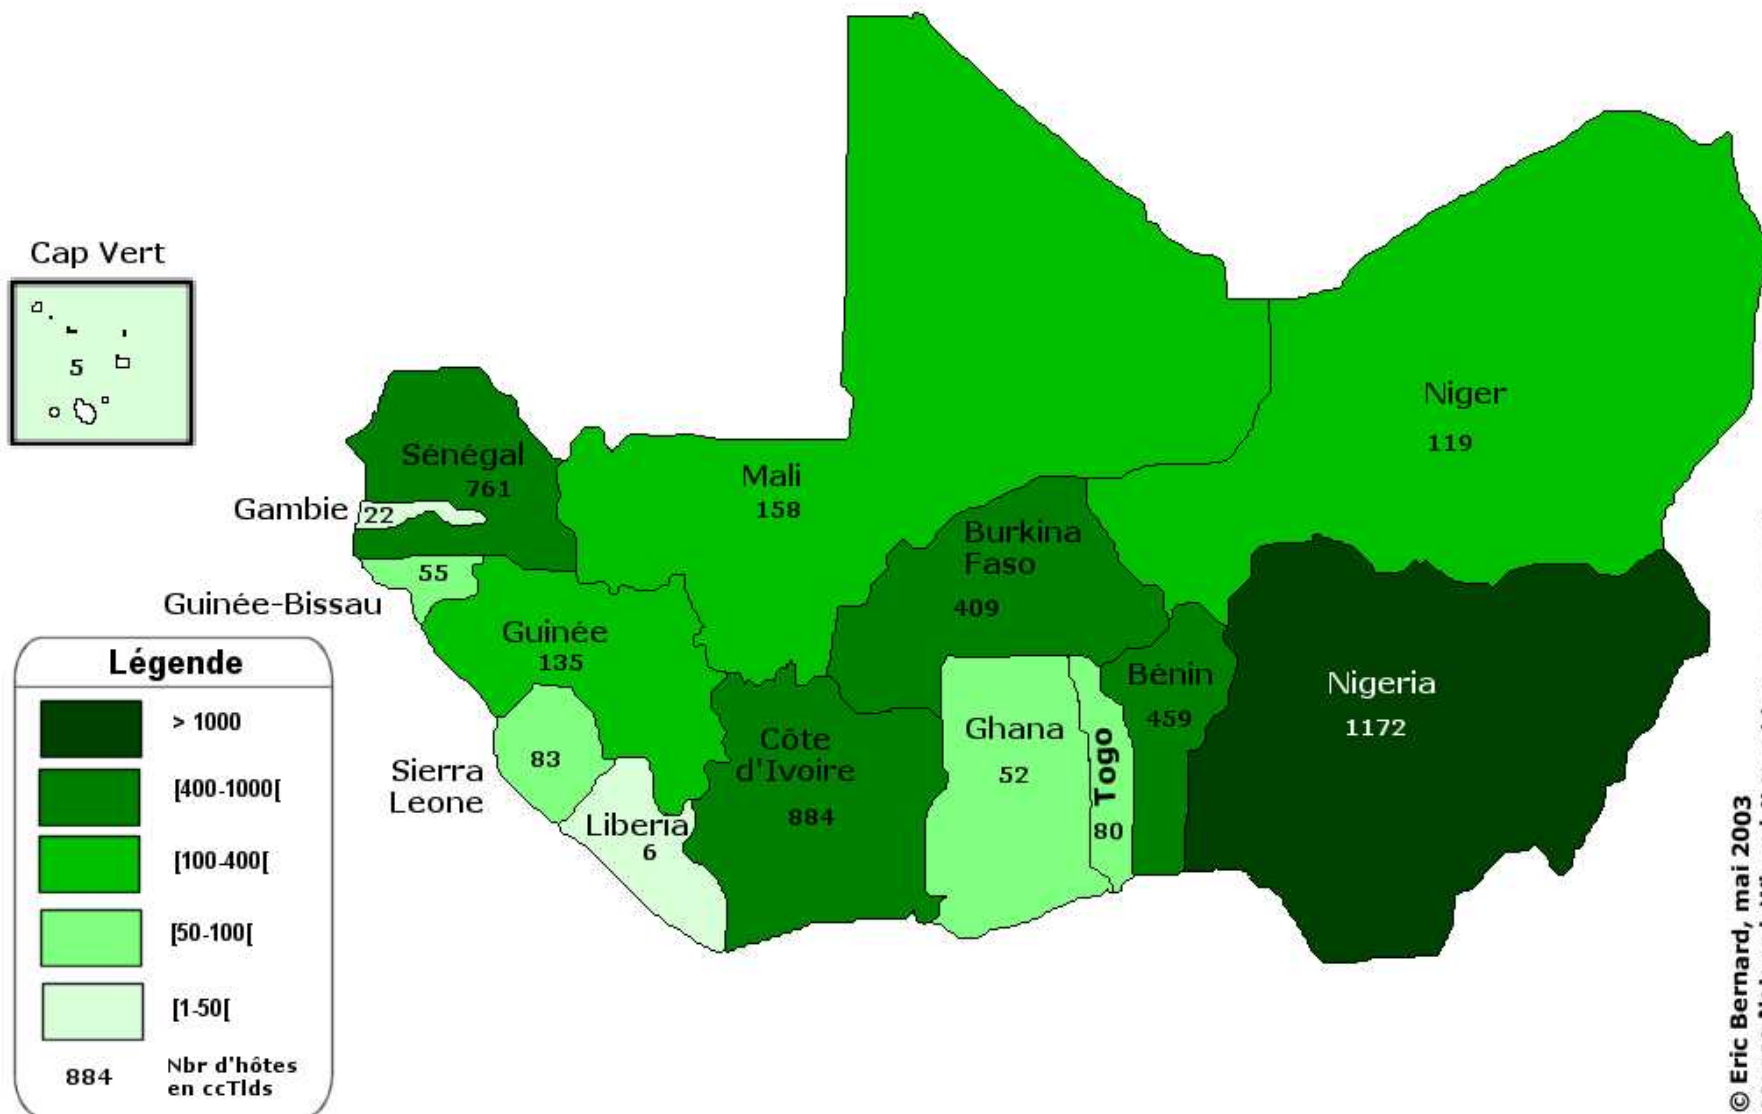 Cap Vert
5
Sénégal
761
Gambie
22
55
Guinée-Bissau
Guinée
135
Mali
158
Niger
119
Burkina
Faso
409
Bénin
459
Nigeria
1172
Sierra
Leone
83
Liberia
6
Côte
d'Ivoire
884
Ghana
52
Togo
80
Légende
> 1000
[400-1000[
[100-400[
[50-100[
[1-50[
884
Nbr d'hôtes
en ccTlds
© Eric Bernard, mai 2003